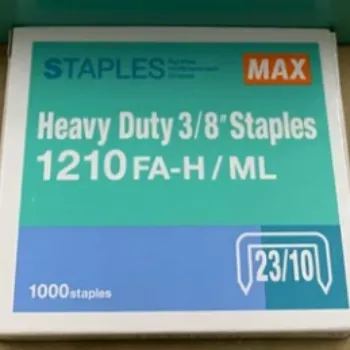 STAPLES
MAX
Heavy Duty 3/8" Staples
1210 FA-H / ML
23/10
1000 staples